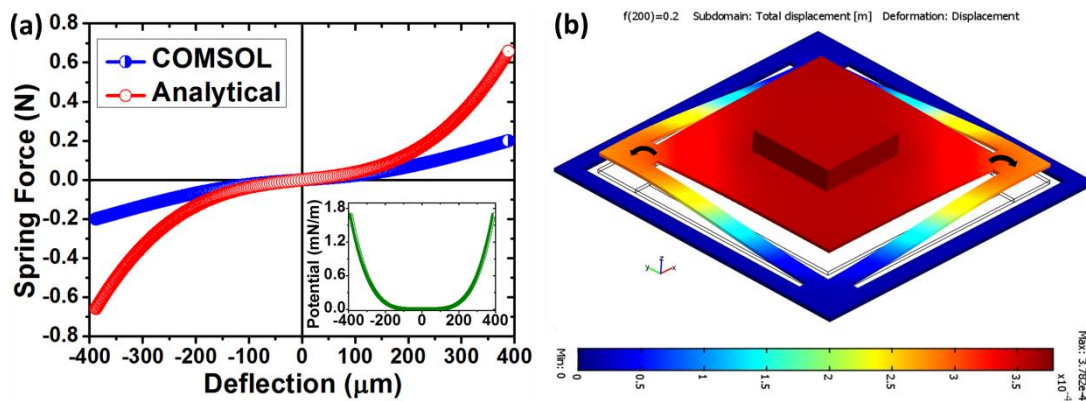 (a)
COMSOL
Analytical
Spring Force (N)
0.8
0.6
0.4
0.2
0.0
-0.2
-0.4
-0.6
-0.8
-400 -300 -200 -100 0 100 200 300 400
Deflection (μm)
Potential (mN/m)
1.8
1.2
0.6
0.0
-400 -200 0 200 400
(b)
f(200)=0.2 Subdomain: Total displacement [m] Deformation: Displacement
z
y x
Min: 0
0 0.5 1 1.5 2 2.5 3 3.5
×10⁻⁴
Max: 3.782e-4